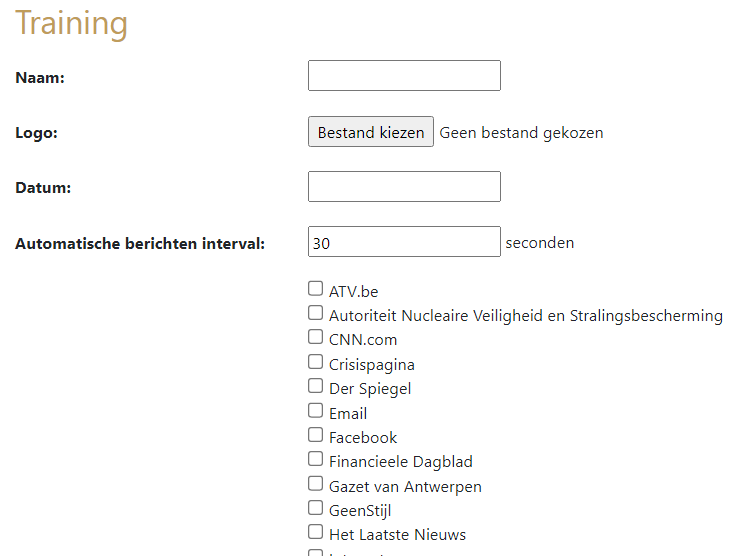 Training
Naam:
Logo: Bestand kiezen Geen bestand gekozen
Datum:
Automatische berichten interval: 30 seconden
ATV.be
Autoriteit Nucleaire Veiligheid en Stralingsbescherming
CNN.com
Crisispagina
Der Spiegel
Email
Facebook
Financieele Dagblad
Gazet van Antwerpen
GeenStijl
Het Laatste Nieuws